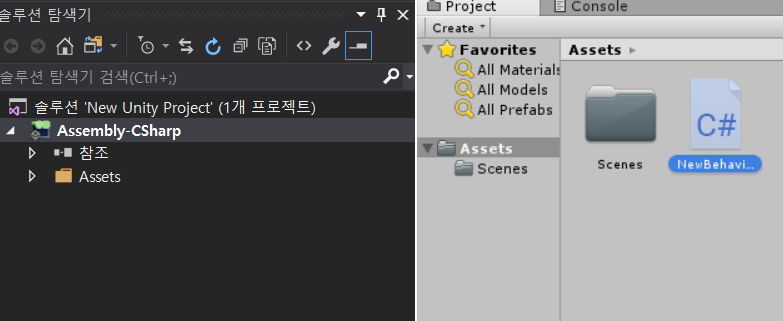 솔루션 탐색기
솔루션 탐색기 검색(Ctrl+;)
솔루션 'New Unity Project' (1개 프로젝트)
Assembly-CSharp
참조
Assets
Project
Console
Create
Favorites
All Materials
All Models
All Prefabs
Assets
Scenes
Assets
Scenes
C#
NewBehavi...